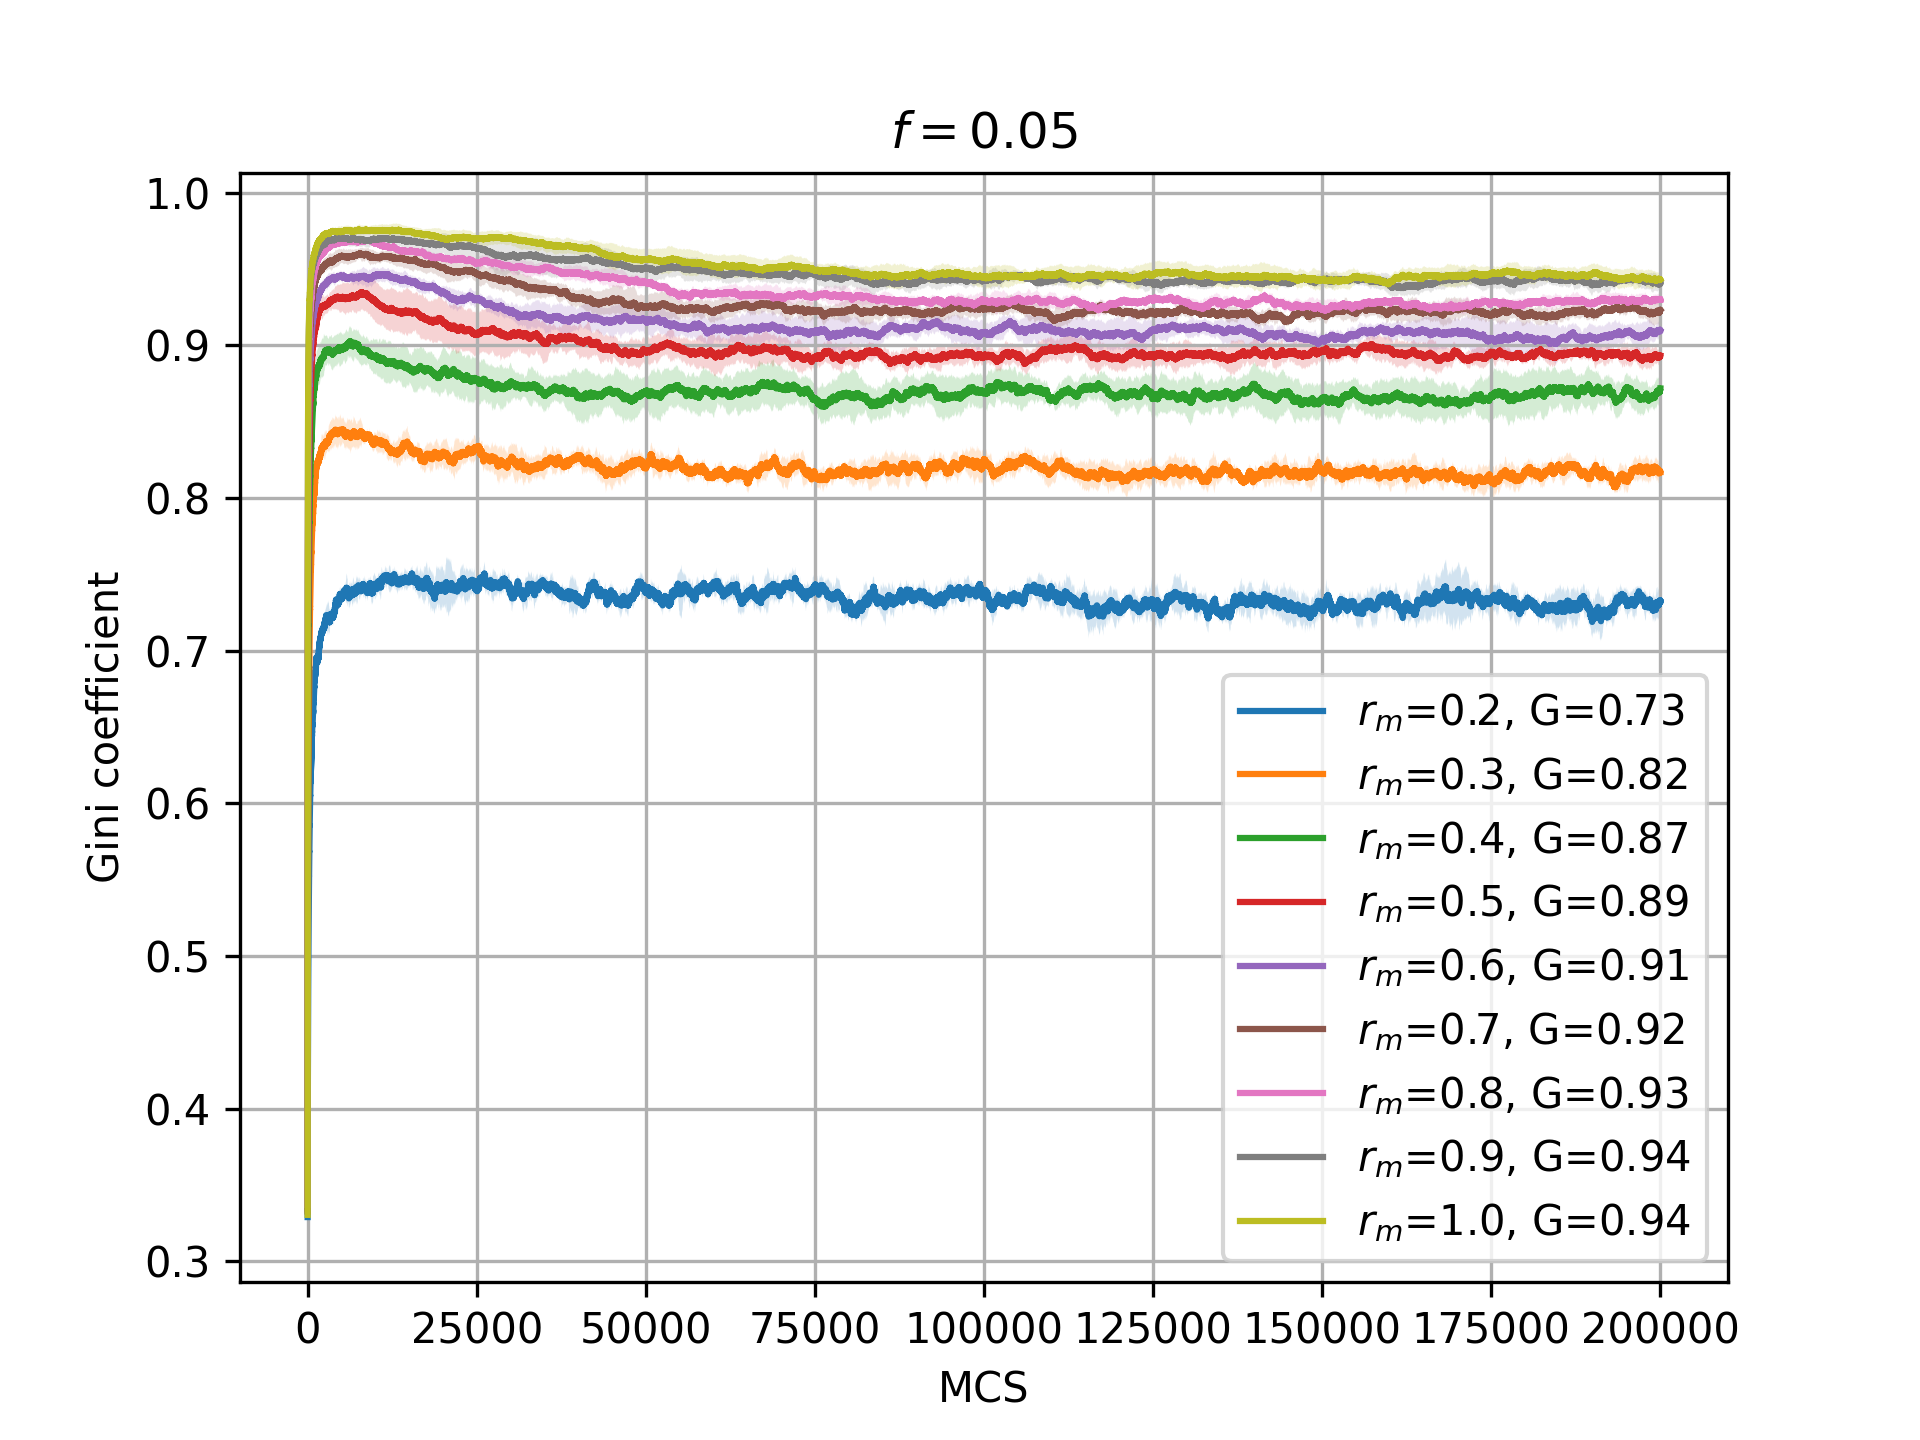 f = 0.05
1.0
0.9
0.8
0.7
0.6
0.5
0.4
0.3
Gini coefficient
r_m=0.2, G=0.73
r_m=0.3, G=0.82
r_m=0.4, G=0.87
r_m=0.5, G=0.89
r_m=0.6, G=0.91
r_m=0.7, G=0.92
r_m=0.8, G=0.93
r_m=0.9, G=0.94
r_m=1.0, G=0.94
0 25000 50000 75000 100000 125000 150000 175000 200000
MCS